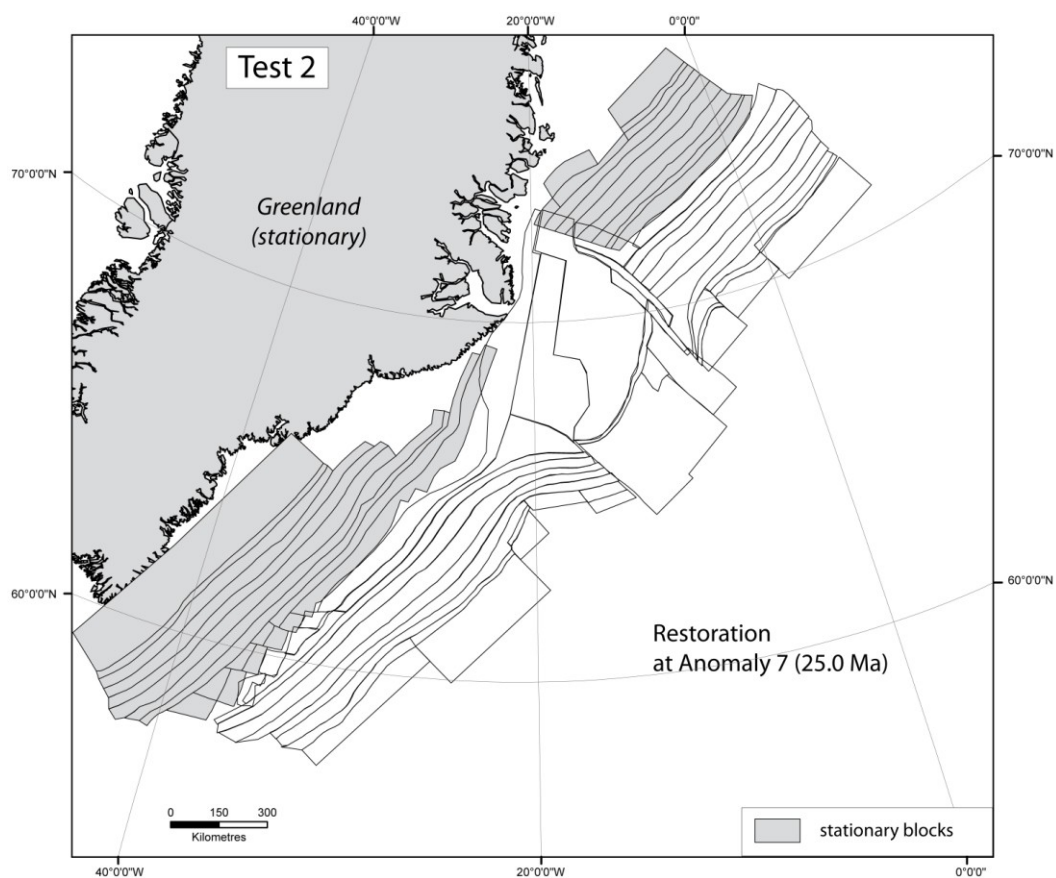 40°0'0"W
20°0'0"W
0°0'0"
Test 2
70°0'0"N
70°0'0"N
Greenland
(stationary)
60°0'0"N
60°0'0"N
Restoration
at Anomaly 7 (25.0 Ma)
0
150
300
Kilometres
stationary blocks
40°0'0"W
20°0'0"W
0°0'0"